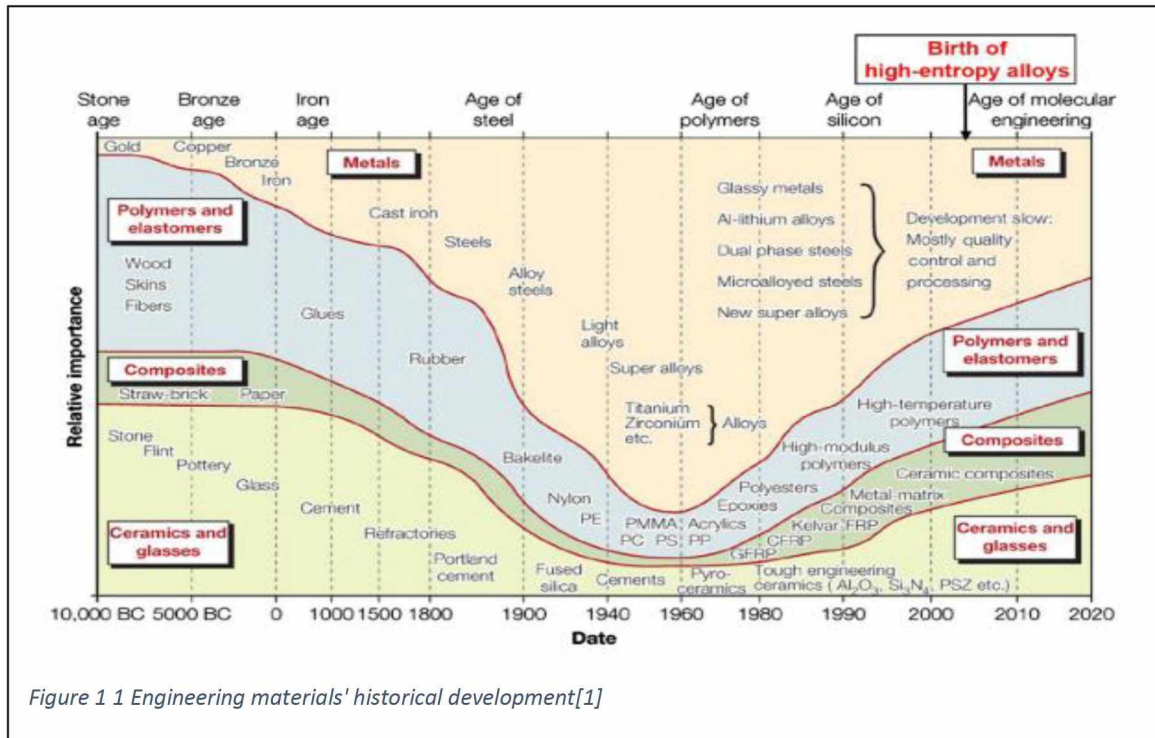 Birth of
high-entropy alloys
Stone
age
Bronze
age
Iron
age
Age of
steel
Age of
polymers
Age of
silicon
Age of molecular
engineering
Gold
Copper
Bronze
Iron
Metals
Metals
Polymers and
elastomers
Cast iron
Steels
Alloy
steels
Glassy metals
Al-lithium alloys
Dual phase steels
Microalloyed steels
New super alloys
Development slow:
Mostly quality
control and
processing
Wood
Skins
Fibers
Glues
Rubber
Light
alloys
Super alloys
Titanium
Zirconium
etc.
Alloys
Polymers and
elastomers
Composites
Straw-brick
Paper
High-temperature
polymers
High-modulus
polymers
Composites
Bakelite
Nylon
PE
PMMA
Acrylics
PC
PS
PP
Polyesters
Epoxies
Ceramic composites
Metal-matrix
Composites
Kelvar-FRP
CFRP
GFRP
Stone
Flint
Pottery
Glass
Cement
Refractories
Portland
cement
Fused
silica
Cements
Pyro-
ceramics
Tough engineering
ceramics ( Al2O3, Si3N4, PSZ etc.)
Ceramics and
glasses
Ceramics and
glasses
Relative importance
10,000 BC
5000 BC
0
1000
1500
1800
1900
1940
1960
1980
1990
2000
2010
2020
Date
Figure 1 1 Engineering materials' historical development[1]